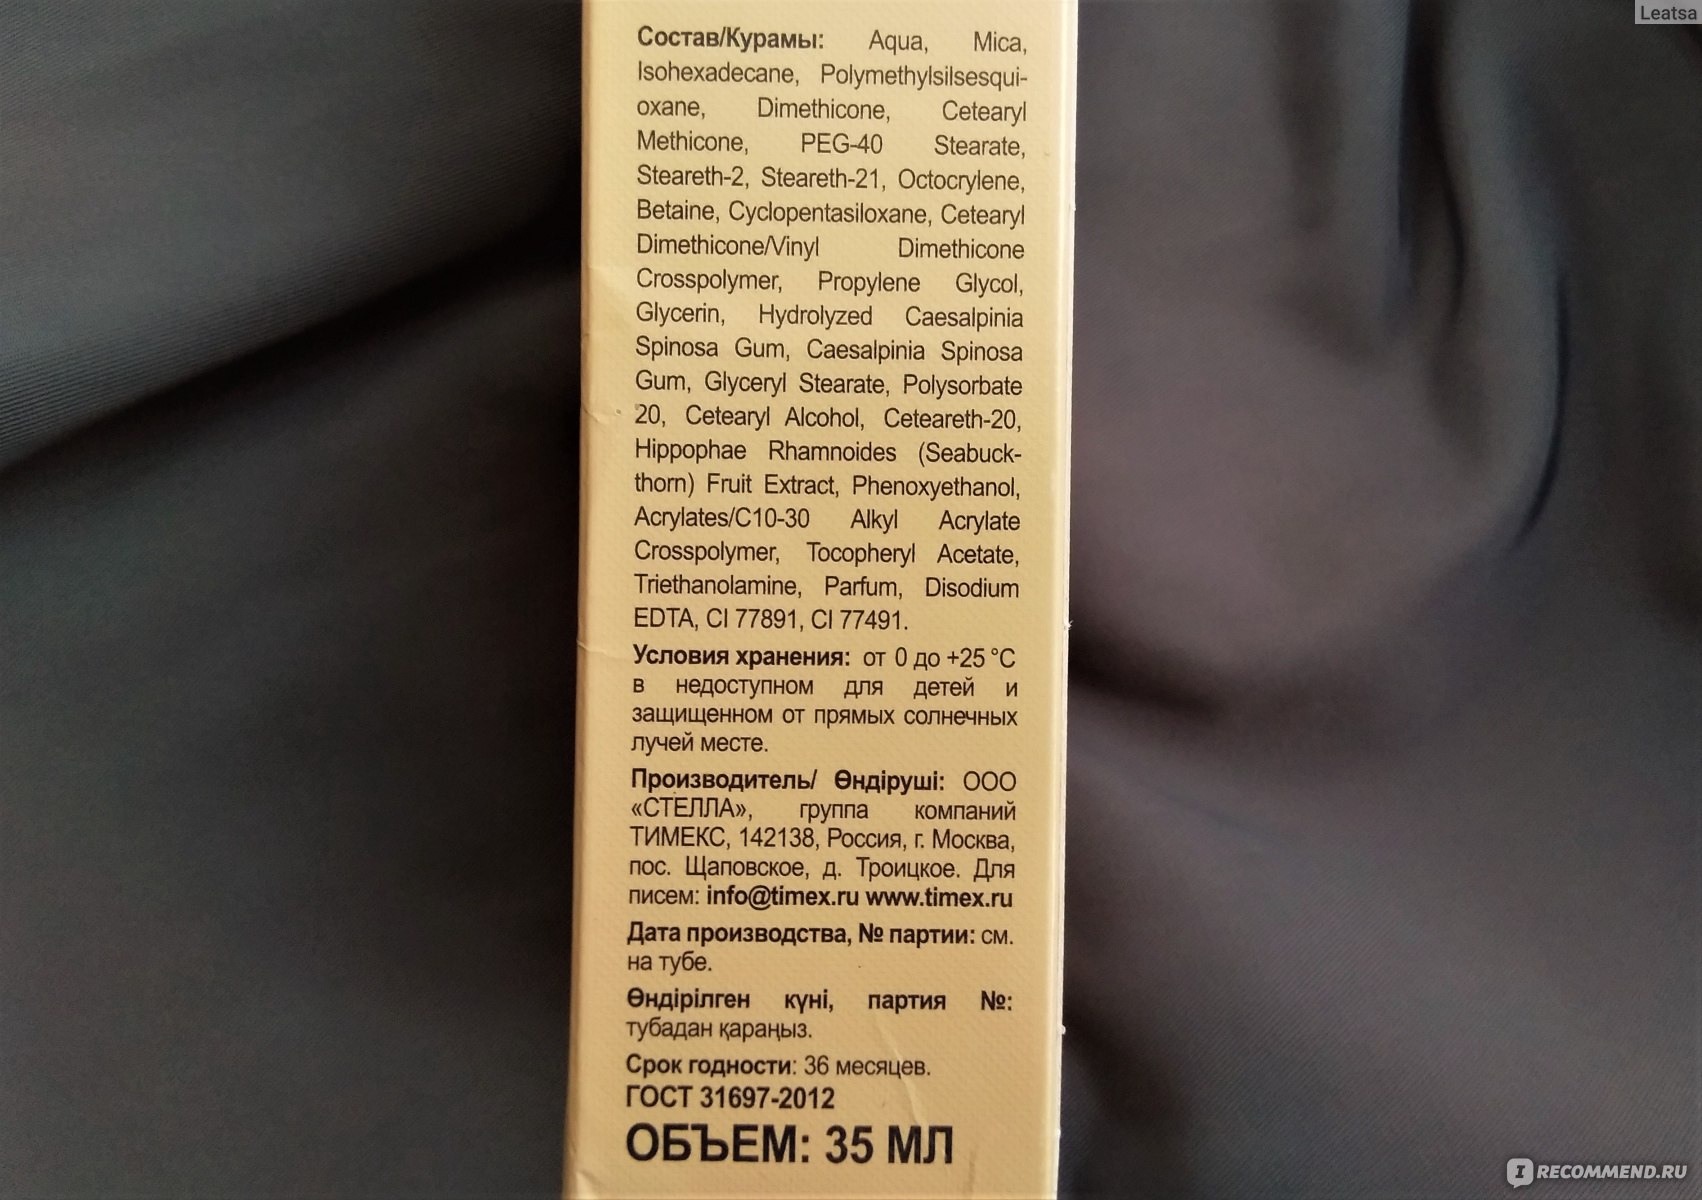 Leatsa
Состав/Курамы: Aqua, Mica,
Isohexadecane, Polymethylsilsesqui-
oxane, Dimethicone, Cetearyl
Methicone, PEG-40 Stearate,
Steareth-2, Steareth-21, Octocrylene,
Betaine, Cyclopentasiloxane, Cetearyl
Dimethicone/Vinyl Dimethicone
Crosspolymer, Propylene Glycol,
Glycerin, Hydrolyzed Caesalpinia
Spinosa Gum, Caesalpinia Spinosa
Gum, Glyceryl Stearate, Polysorbate
20, Cetearyl Alcohol, Ceteareth-20,
Hippophae Rhamnoides (Seabuck-
thorn) Fruit Extract, Phenoxyethanol,
Acrylates/C10-30 Alkyl Acrylate
Crosspolymer, Tocopheryl Acetate,
Triethanolamine, Parfum, Disodium
EDTA, CI 77891, CI 77491.
Условия хранения: от 0 до +25 °C
в недоступном для детей и
защищенном от прямых солнечных
лучей месте.
Производитель/ Өндіруші: ООО
«СТЕЛЛА», группа компаний
ТИМЕКС, 142138, Россия, г. Москва,
пос. Щаповское, д. Троицкое. Для
писем: info@timex.ru www.timex.ru
Дата производства, № партии: см.
на тубе.
Өндірілген күні, партия №:
тубадан қараңыз.
Срок годности: 36 месяцев.
ГОСТ 31697-2012
ОБЪЕМ: 35 МЛ
IRECOMMEND.RU